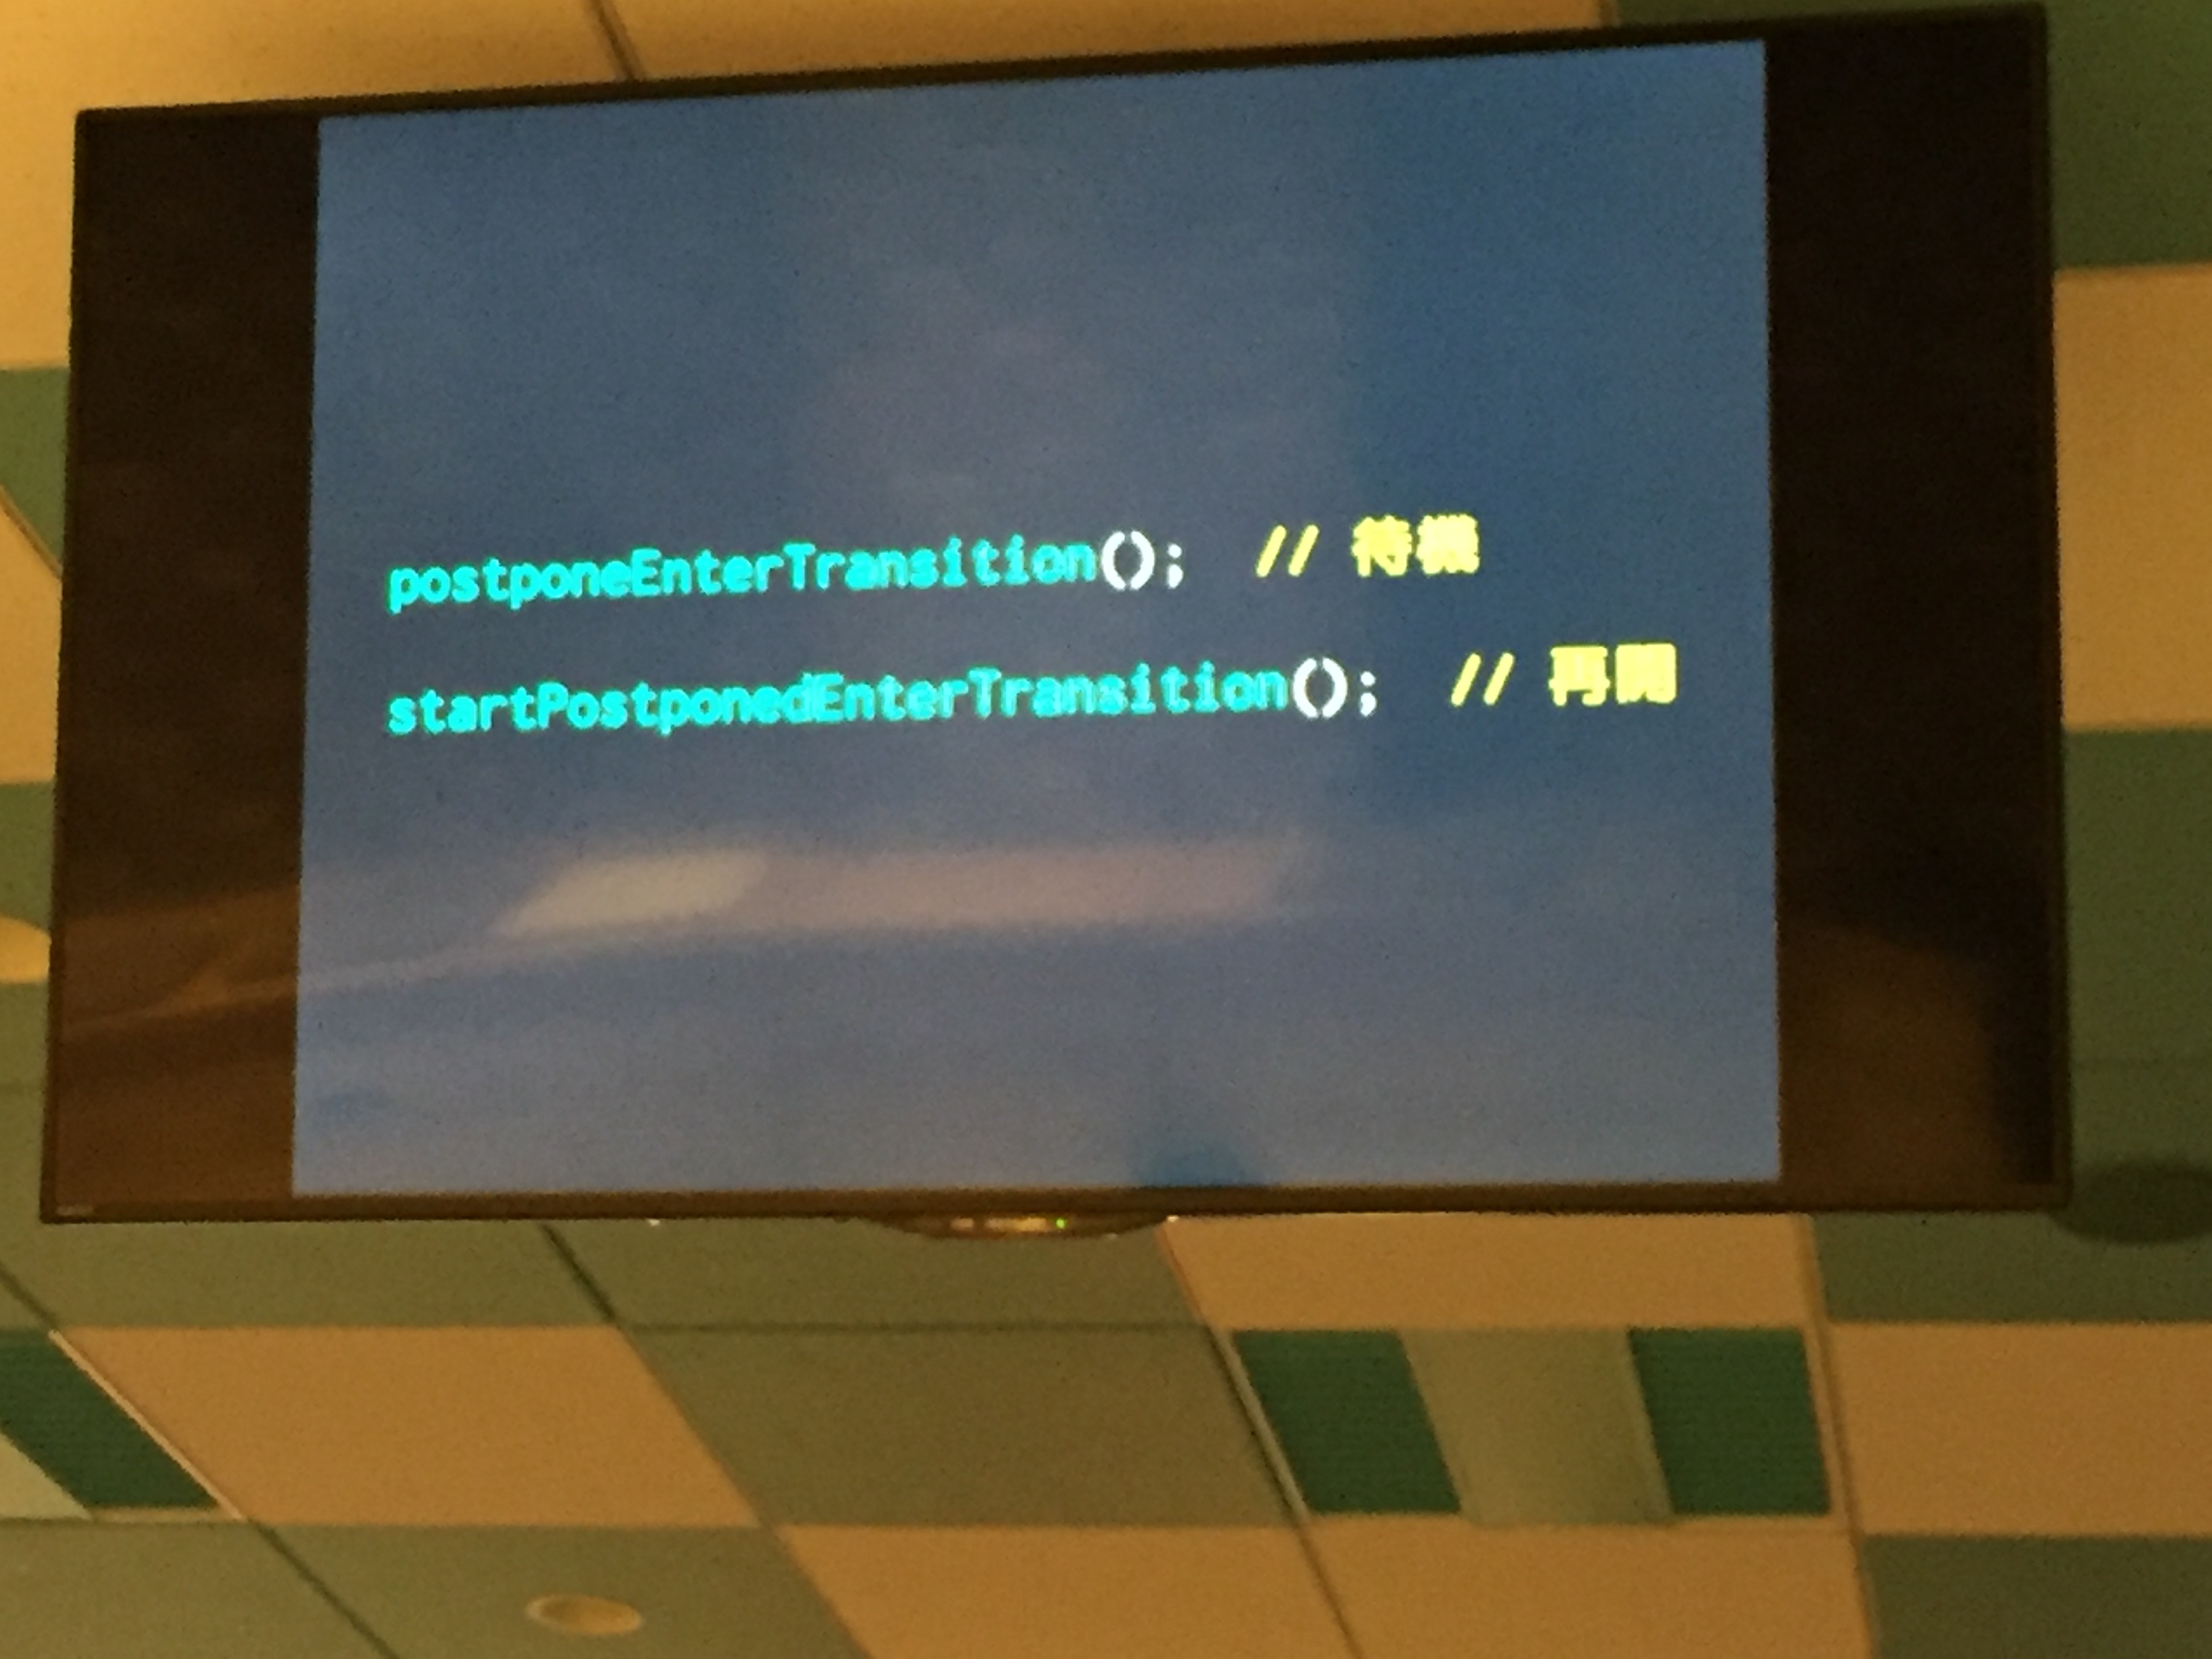 postponeEnterTransition(); // 待機
startPostponedEnterTransition(); // 再開